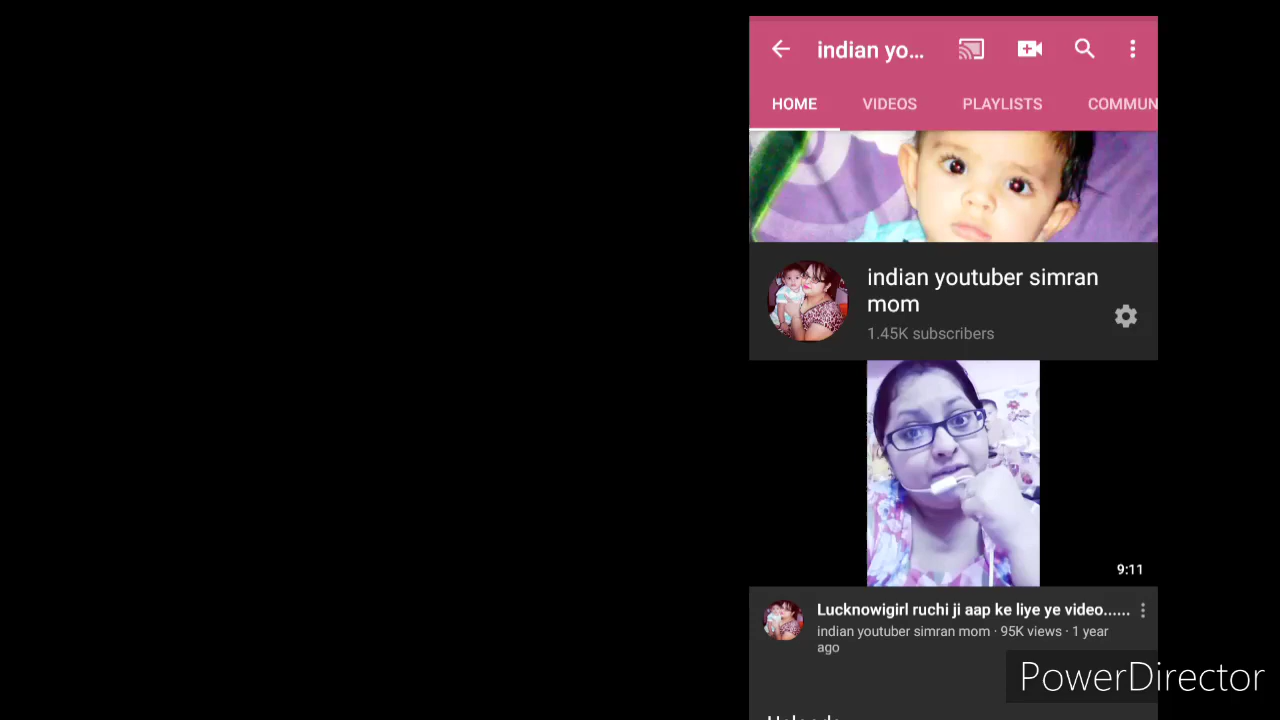 indian yo...
HOME VIDEOS PLAYLISTS COMMUN
indian youtuber simran
mom
1.45K subscribers
9:11
Lucknowigirl ruchi ji aap ke liye ye video......
indian youtuber simran mom · 95K views · 1 year
ago
PowerDirector